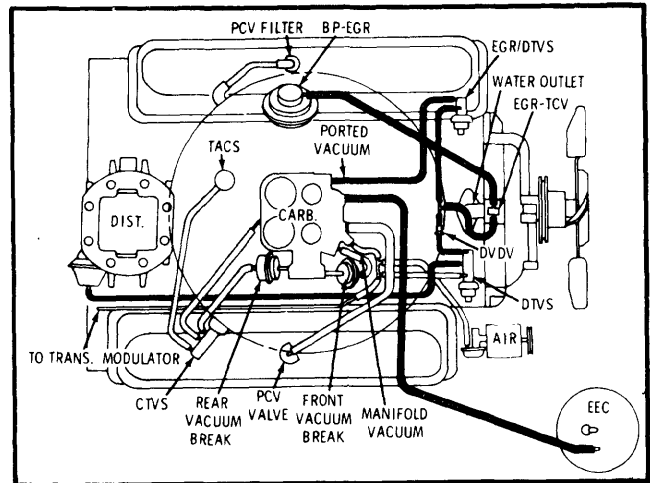 PCV FILTER
BP-EGR
EGR/DTVS
WATER OUTLET
EGR-TCV
TACS
PORTED
VACUUM
DIST.
CARB.
DVDV
DTVS
TO TRANS. MODULATOR
AIR
CTVS
REAR
VACUUM
BREAK
PCV
VALVE
FRONT
VACUUM
BREAK
MANIFOLD
VACUUM
EEC